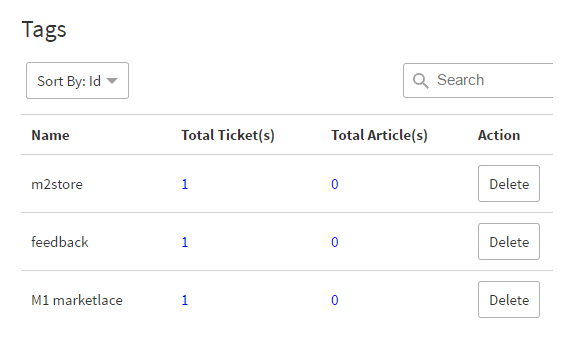 Tags
Sort By: Id
Search
Name Total Ticket(s) Total Article(s) Action
m2store 1 0 Delete
feedback 1 0 Delete
M1 marketlace 1 0 Delete